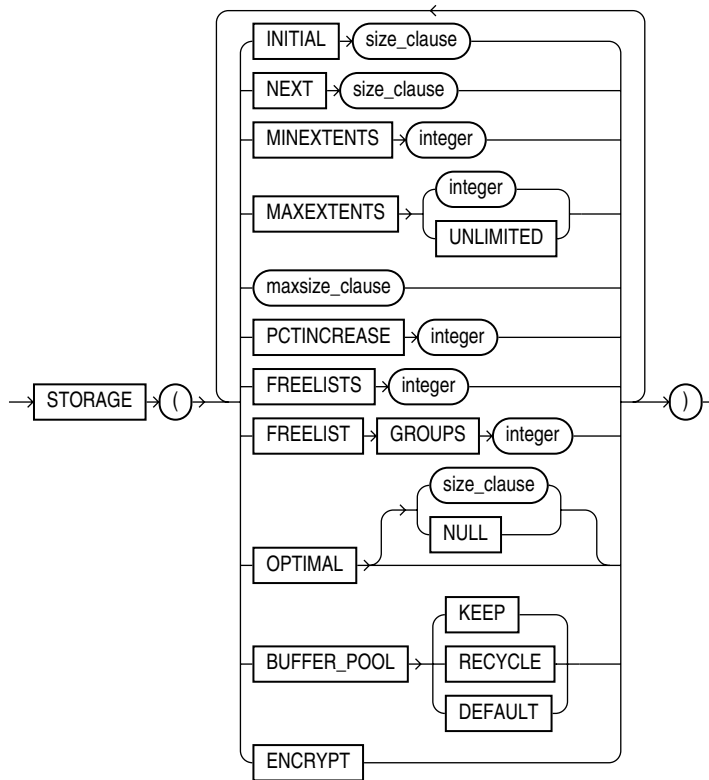 INITIAL size_clause
NEXT size_clause
MINEXTENTS integer
MAXEXTENTS integer
UNLIMITED
maxsize_clause
PCTINCREASE integer
STORAGE ( FREELISTS integer )
FREELIST GROUPS integer
size_clause
NULL
OPTIMAL
KEEP
BUFFER_POOL RECYCLE
DEFAULT
ENCRYPT